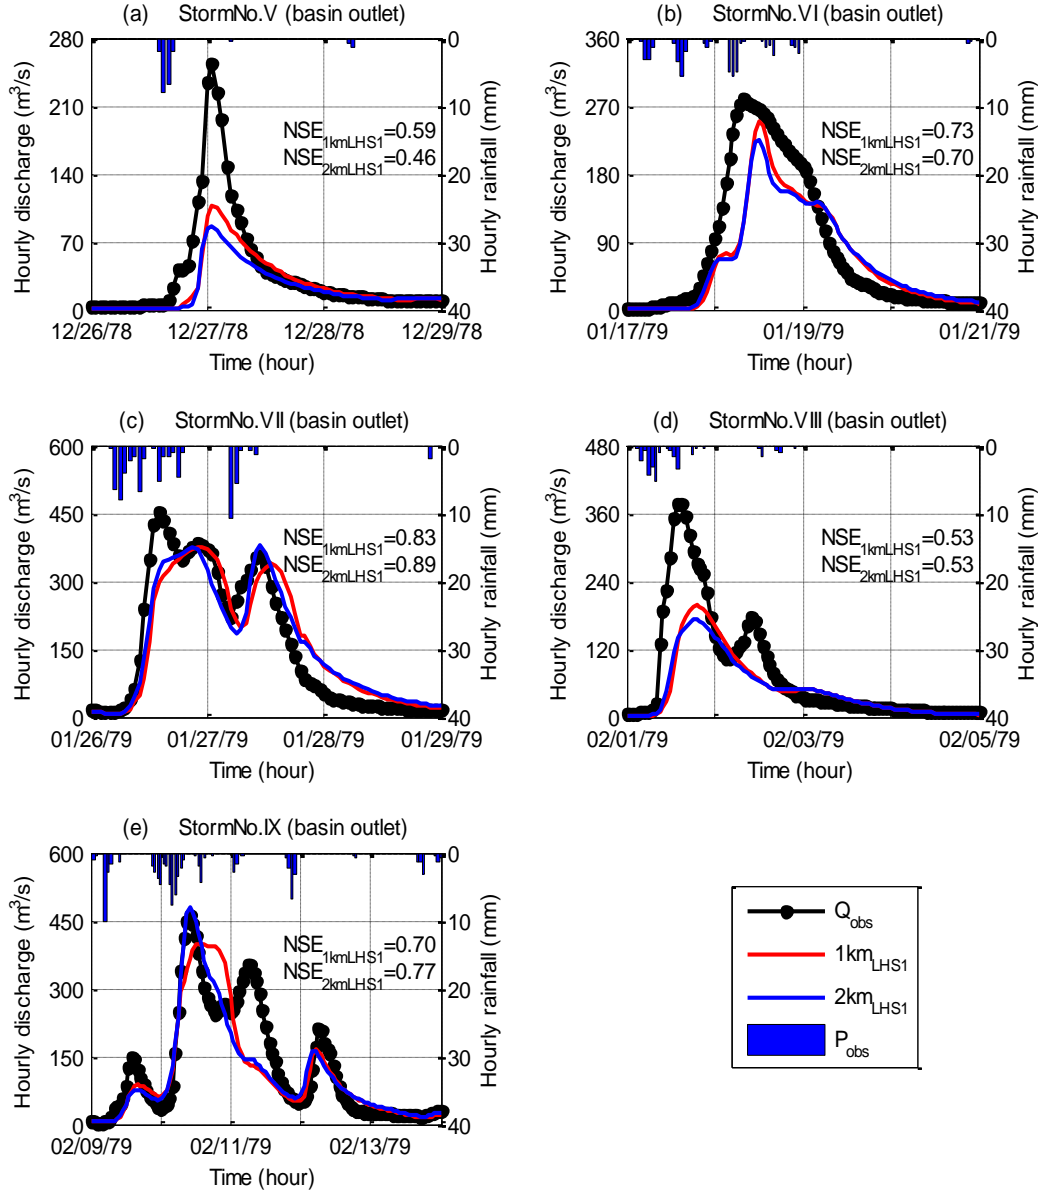 (a) StormNo.V (basin outlet)
280
210
140
70
0
Hourly discharge (m³/s)
0
10
20
30
40
Hourly rainfall (mm)
NSE1kmLHS1=0.59
NSE2kmLHS1=0.46
12/26/78 12/27/78 12/28/78 12/29/78
Time (hour)
(b) StormNo.VI (basin outlet)
360
270
180
90
0
Hourly discharge (m³/s)
0
10
20
30
40
Hourly rainfall (mm)
NSE1kmLHS1=0.73
NSE2kmLHS1=0.70
01/17/79 01/19/79 01/21/79
Time (hour)
(c) StormNo.VII (basin outlet)
600
450
300
150
0
Hourly discharge (m³/s)
0
10
20
30
40
Hourly rainfall (mm)
NSE1kmLHS1=0.83
NSE2kmLHS1=0.89
01/26/79 01/27/79 01/28/79 01/29/79
Time (hour)
(d) StormNo.VIII (basin outlet)
480
360
240
120
0
Hourly discharge (m³/s)
0
10
20
30
40
Hourly rainfall (mm)
NSE1kmLHS1=0.53
NSE2kmLHS1=0.53
02/01/79 02/03/79 02/05/79
Time (hour)
(e) StormNo.IX (basin outlet)
600
450
300
150
0
Hourly discharge (m³/s)
0
10
20
30
40
Hourly rainfall (mm)
NSE1kmLHS1=0.70
NSE2kmLHS1=0.77
02/09/79 02/11/79 02/13/79
Time (hour)
Qobs
1kmLHS1
2kmLHS1
Pobs